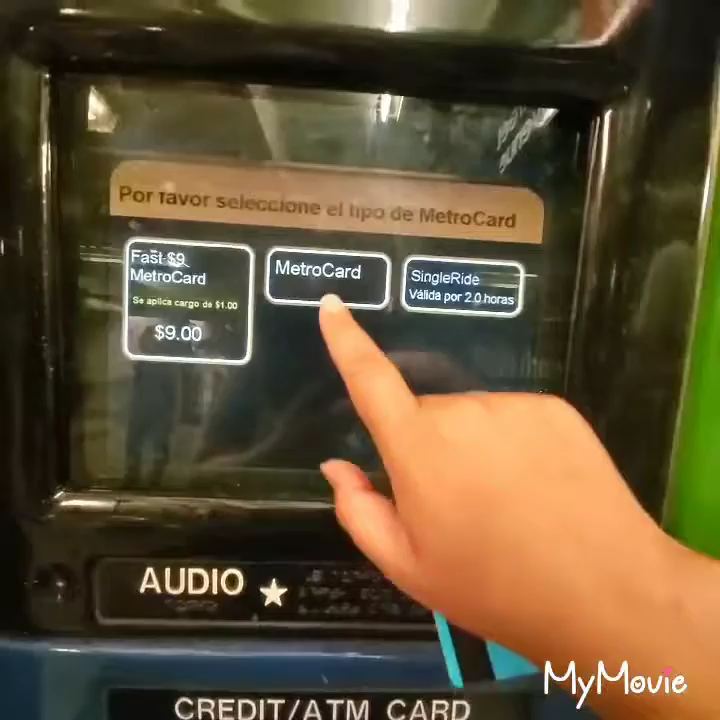 Por favor seleccione el tipo de MetroCard
Fast $9
MetroCard
Se aplica cargo de $1.00
$9.00
MetroCard
SingleRide
Válida por 2.0 horas
AUDIO
CREDIT/ATM CARD
MyMovie